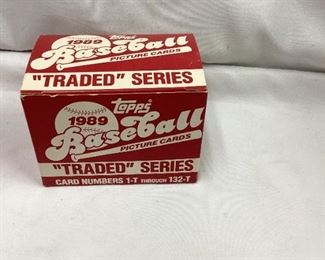 1989
topps
Baseball
PICTURE CARDS
"TRADED" SERIES
1989
topps
Baseball
PICTURE CARDS
"TRADED" SERIES
CARD NUMBERS 1-T THROUGH 132-T